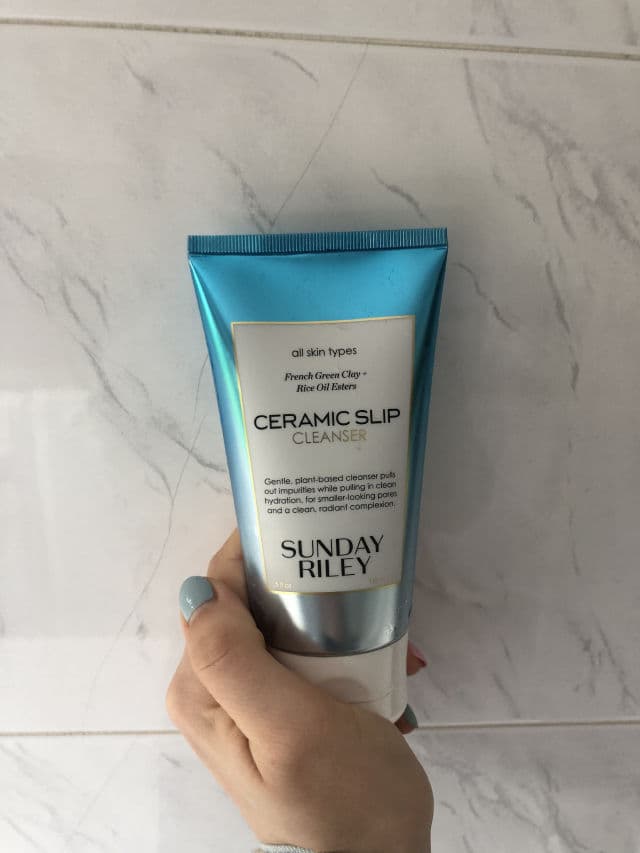 all skin types
French Green Clay +
Rice Oil Esters
CERAMIC SLIP
CLEANSER
Gentle, plant-based cleanser pulls
out impurities while pulling in clean
hydration, for smaller-looking pores
and a clean, radiant complexion.
SUNDAY
RILEY